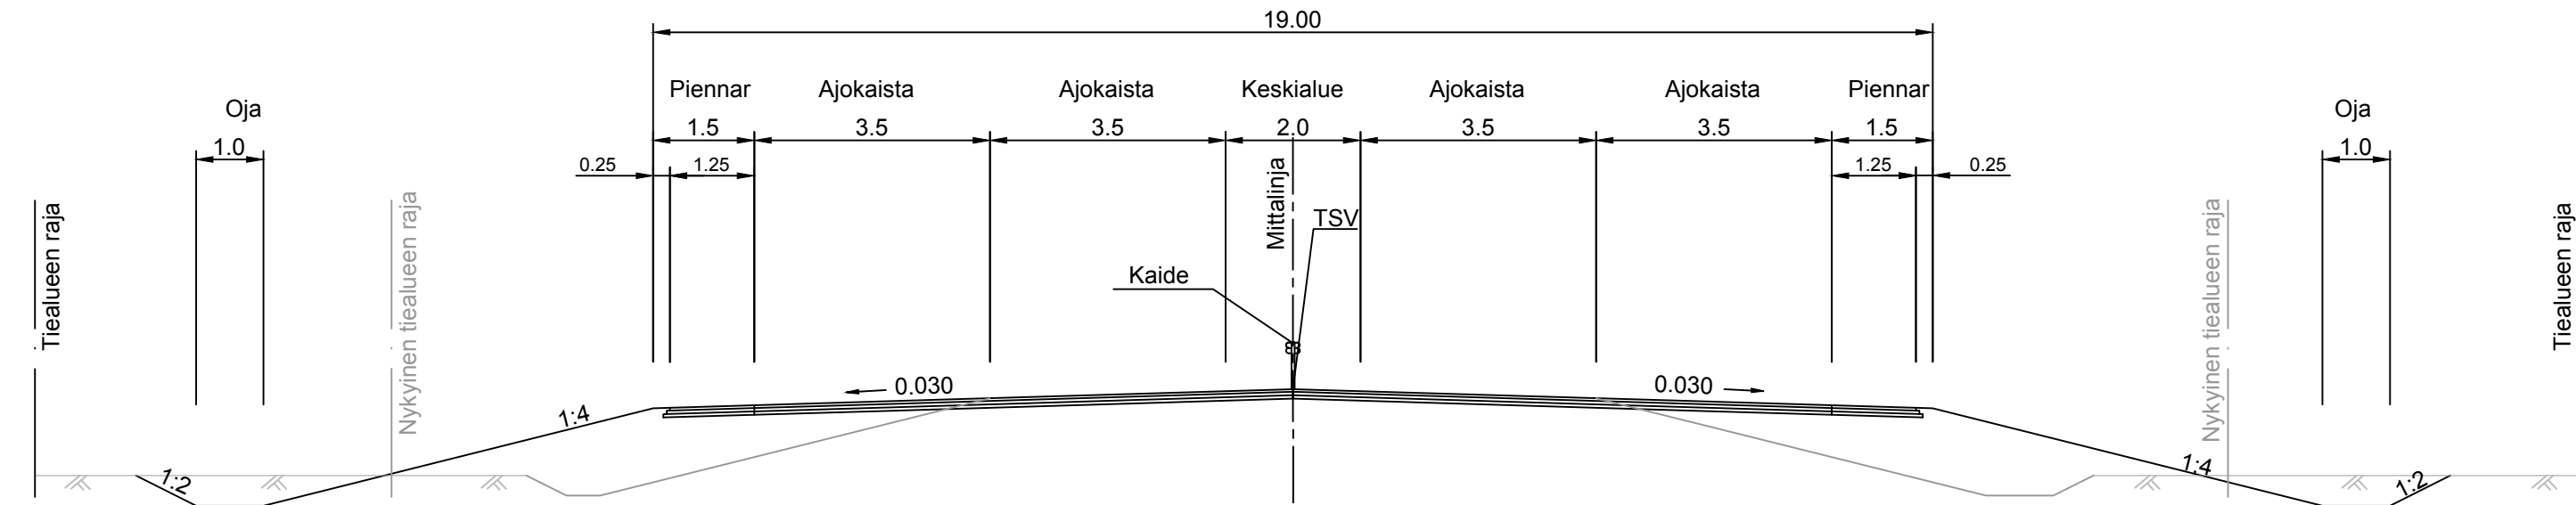 19.00
Piennar Ajokaista Ajokaista Keskialue Ajokaista Ajokaista Piennar
Oja Oja
1.5 3.5 3.5 2.0 3.5 3.5 1.5
1.0 1.0
0.25 1.25 1.25 0.25
Tiealueen raja
Nykyinen tiealueen raja
Mittalinja
TSV
Kaide
Nykyinen tiealueen raja
Tiealueen raja
0.030 0.030
1:4
1:2
1:4
1:2